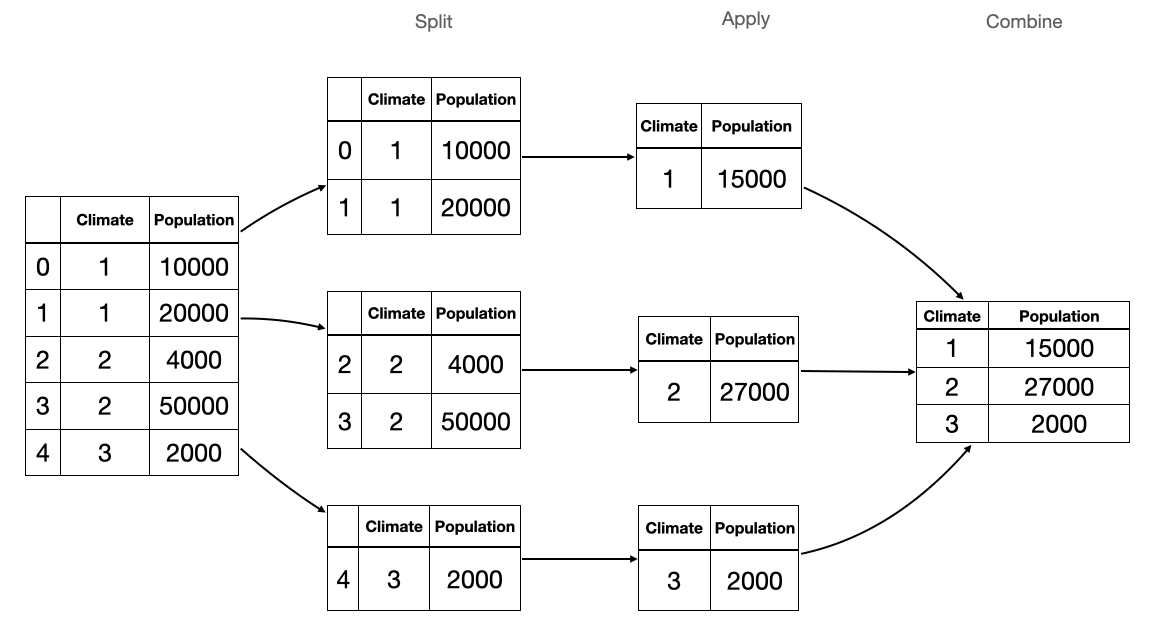 Split Apply Combine
Climate Population
0 1 10000
1 1 20000
2 2 4000
3 2 50000
4 3 2000
Climate Population
0 1 10000
1 1 20000
Climate Population
2 2 4000
3 2 50000
Climate Population
4 3 2000
Climate Population
1 15000
Climate Population
2 27000
Climate Population
3 2000
Climate Population
1 15000
2 27000
3 2000